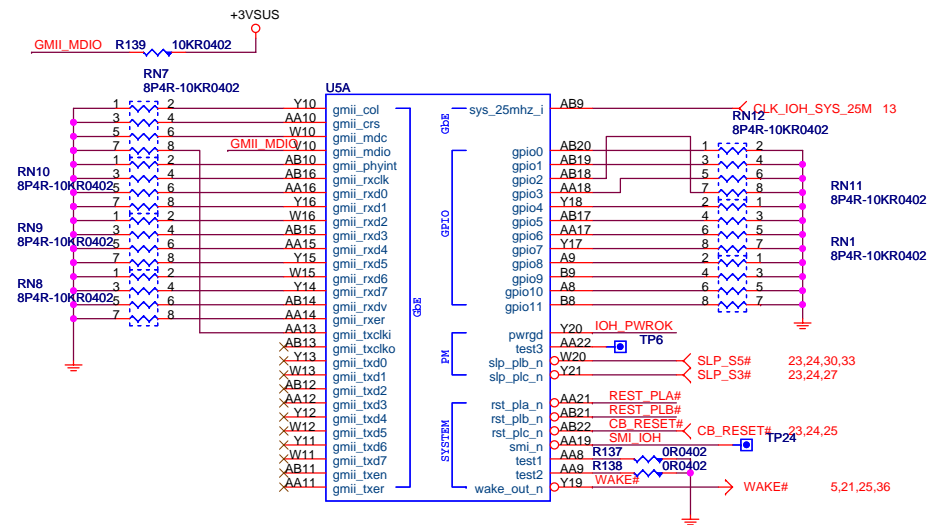 +3VSUS
GMII_MDIO R139 10KR0402
RN7
8P4R-10KR0402
U5A
1 2 Y10 gmii_col GbE sys_25mhz_i AB9 CLK_IOH_SYS_25M 13
3 4 AA10 gmii_crs
RN12
8P4R-10KR0402
5 6 W10 gmii_mdc
7 8 GMII_MDIO V10 gmii_mdio gpio0 AB20 1 2
1 2 AB10 gmii_phyint gpio1 AB19 3 4
RN10
8P4R-10KR0402
3 4 AB16 gmii_rxclk gpio2 AB18 5 6
5 6 AA16 gmii_rxd0 gpio3 AA18 7 8
RN11
8P4R-10KR0402
7 8 Y16 gmii_rxd1 gpio4 Y18 2 1
1 2 W16 gmii_rxd2 GPIO gpio5 AB17 4 3
RN9
8P4R-10KR0402
3 4 AB15 gmii_rxd3 gpio6 AA17 6 5
5 6 AA15 gmii_rxd4 gpio7 Y17 8 7
RN1
8P4R-10KR0402
7 8 Y15 gmii_rxd5 gpio8 A9 2 1
1 2 W15 gmii_rxd6 gpio9 B9 4 3
RN8
8P4R-10KR0402
3 4 Y14 gmii_rxd7 gpio10 A8 6 5
5 6 AB14 gmii_rxdv GbE gpio11 B8 8 7
7 8 AA14 gmii_rxer
AA13 gmii_txclki pwrgd Y20 IOH_PWROK
AB13 gmii_txclko test3 AA22 TP6
Y13 gmii_txd0 PM slp_plb_n W20 SLP_S5# 23,24,30,33
W13 gmii_txd1 slp_plc_n Y21 SLP_S3# 23,24,27
AB12 gmii_txd2
AA12 gmii_txd3 rst_pla_n AA21 REST_PLA#
Y12 gmii_txd4 rst_plb_n AB21 REST_PLB#
W12 gmii_txd5 SYSTEM rst_plc_n AB22 CB_RESET# CB_RESET# 23,24,25
Y11 gmii_txd6 smi_n AA19 SMI_IOH TP24
W11 gmii_txd7 test1 AA8 R137 0R0402
AB11 gmii_txen test2 AA9 R138 0R0402
AA11 gmii_txer wake_out_n Y19 WAKE# WAKE# 5,21,25,36